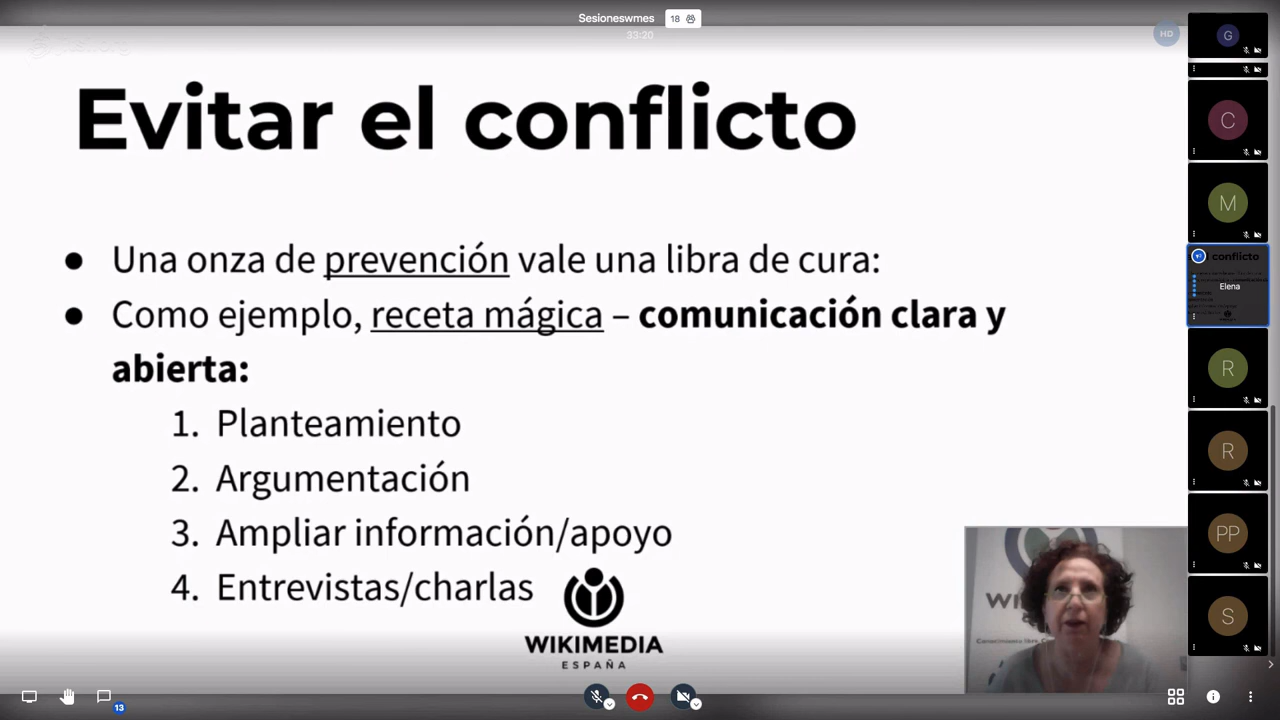 Sesioneswmes
18
33:20
HD
Evitar el conflicto
● Una onza de prevención vale una libra de cura:
● Como ejemplo, receta mágica – comunicación clara y
abierta:
1. Planteamiento
2. Argumentación
3. Ampliar información/apoyo
4. Entrevistas/charlas
WIKIMEDIA
ESPAÑA
WI
G
C
M
conflicto
Elena
R
R
PP
S
13